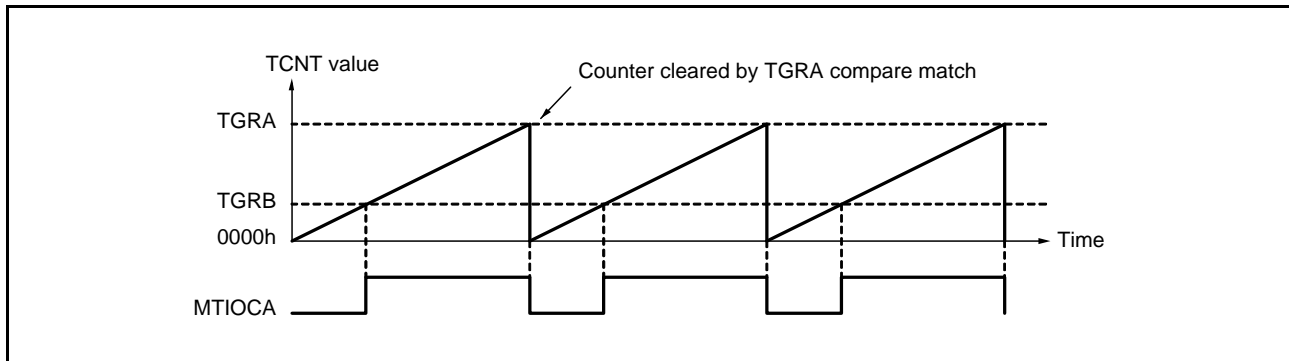 TCNT value
Counter cleared by TGRA compare match
TGRA
TGRB
0000h
Time
MTIOCA